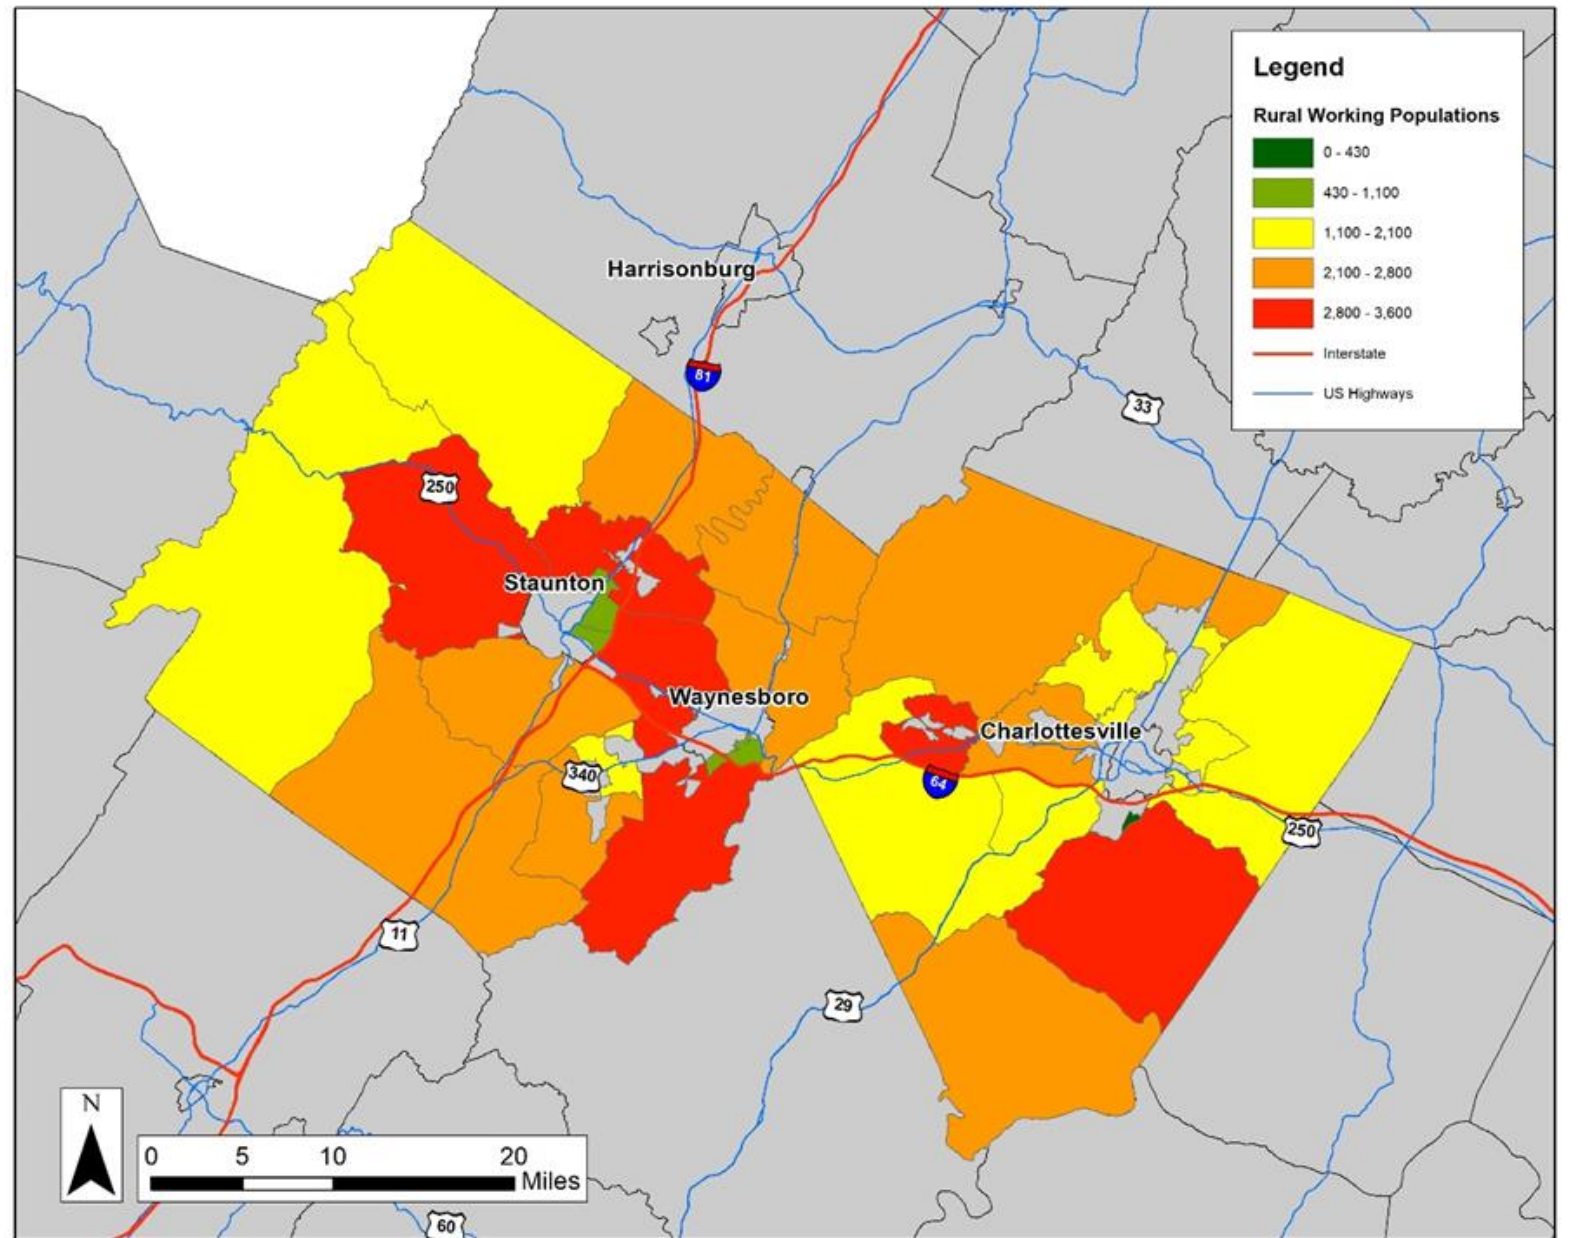 Legend
Rural Working Populations
0 - 430
430 - 1,100
1,100 - 2,100
2,100 - 2,800
2,800 - 3,600
Interstate
US Highways
Harrisonburg
81
33
250
Staunton
Waynesboro
Charlottesville
340
64
250
11
29
N
0 5 10 20
Miles
60